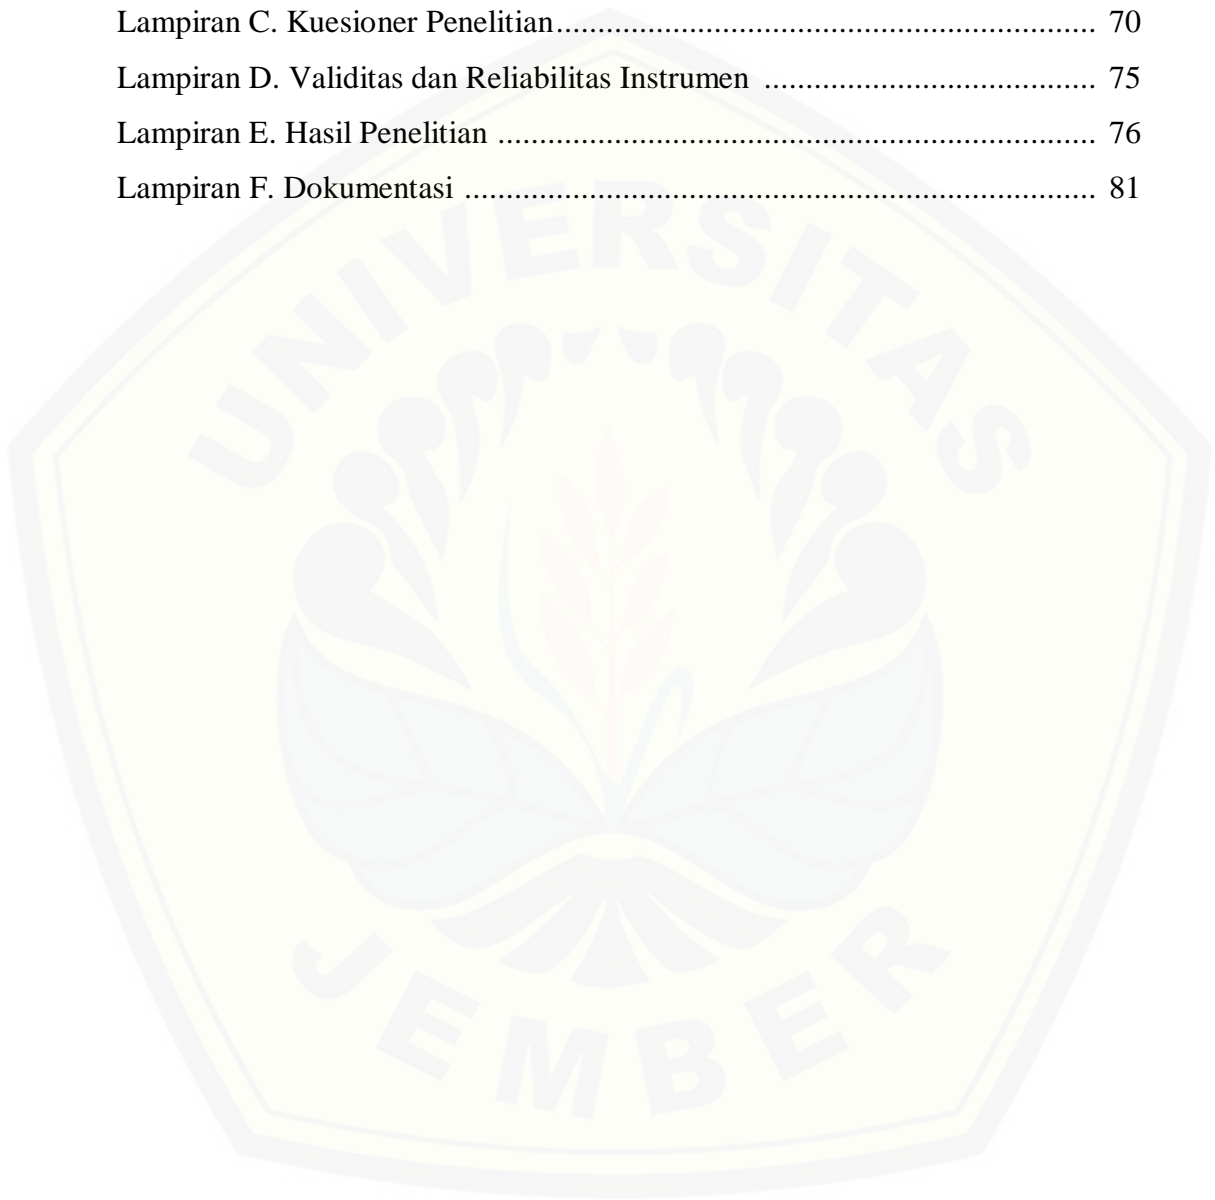 Lampiran C. Kuesioner Penelitian................................................................. 70
Lampiran D. Validitas dan Reliabilitas Instrumen ........................................ 75
Lampiran E. Hasil Penelitian ........................................................................ 76
Lampiran F. Dokumentasi ............................................................................ 81
UNIVERSITAS
JEMBER